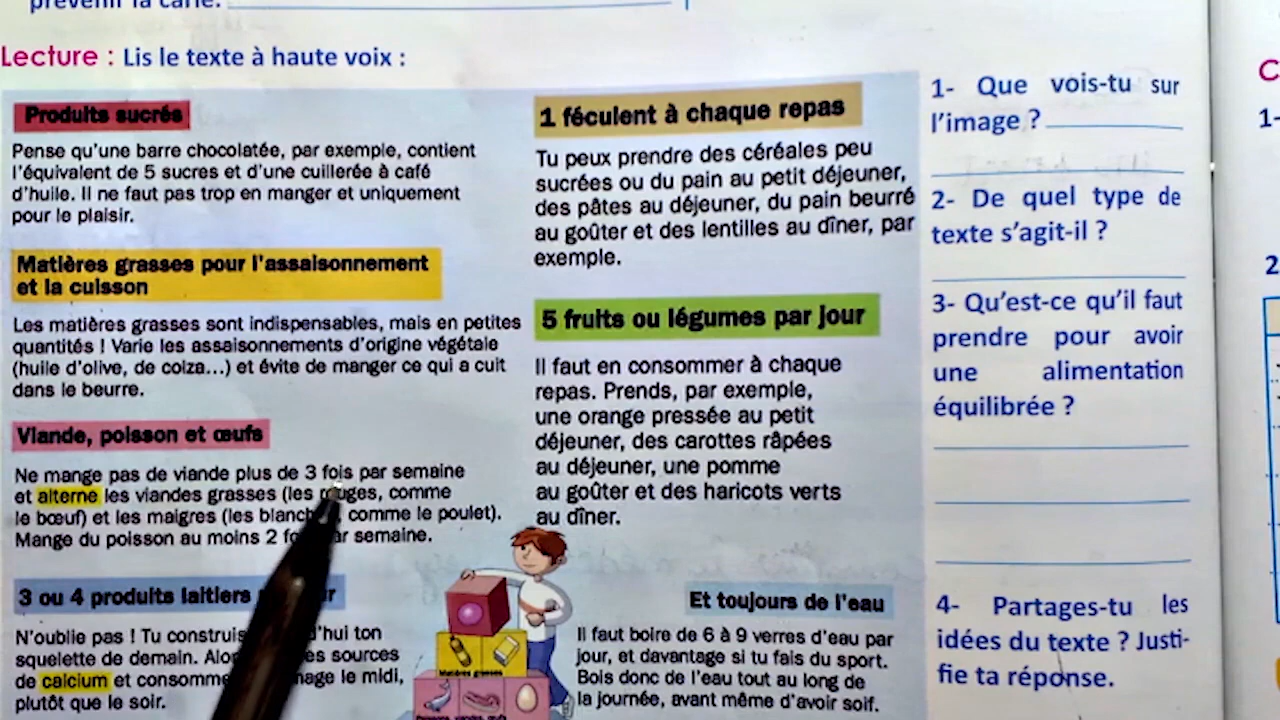 prévenir la carie.
Lecture : Lis le texte à haute voix :
Produits sucrés
Pense qu'une barre chocolatée, par exemple, contient
l'équivalent de 5 sucres et d'une cuillerée à café
d'huile. Il ne faut pas trop en manger et uniquement
pour le plaisir.
Matières grasses pour l'assaisonnement
et la cuisson
Les matières grasses sont indispensables, mais en petites
quantités ! Varie les assaisonnements d'origine végétale
(huile d'olive, de colza...) et évite de manger ce qui a cuit
dans le beurre.
Viande, poisson et œufs
Ne mange pas de viande plus de 3 fois par semaine
et alterne les viandes grasses (les rouges, comme
le bœuf) et les maigres (les blanch comme le poulet).
Mange du poisson au moins 2 semaine.
3 ou 4 produits laitiers
N'oublie pas ! Tu construis ton
squelette de demain. sources
de calcium et consomme le midi,
plutôt que le soir.
1 féculent à chaque repas
Tu peux prendre des céréales peu
sucrées ou du pain au petit déjeuner,
des pâtes au déjeuner, du pain beurré
au goûter et des lentilles au dîner, par
exemple.
5 fruits ou légumes par jour
Il faut en consommer à chaque
repas. Prends, par exemple,
une orange pressée au petit
déjeuner, des carottes râpées
au déjeuner, une pomme
au goûter et des haricots verts
au dîner.
Matières grasses
Et toujours de l'eau
Il faut boire de 6 à 9 verres d'eau par
jour, et davantage si tu fais du sport.
Bois donc de l'eau tout au long de
la journée, avant même d'avoir soif.
1- Que vois-tu sur
l'image ?
2- De quel type de
texte s'agit-il ?
3- Qu'est-ce qu'il faut
prendre pour avoir
une alimentation
équilibrée ?
4- Partages-tu les
idées du texte ? Justi-
fie ta réponse.
C
1-
2